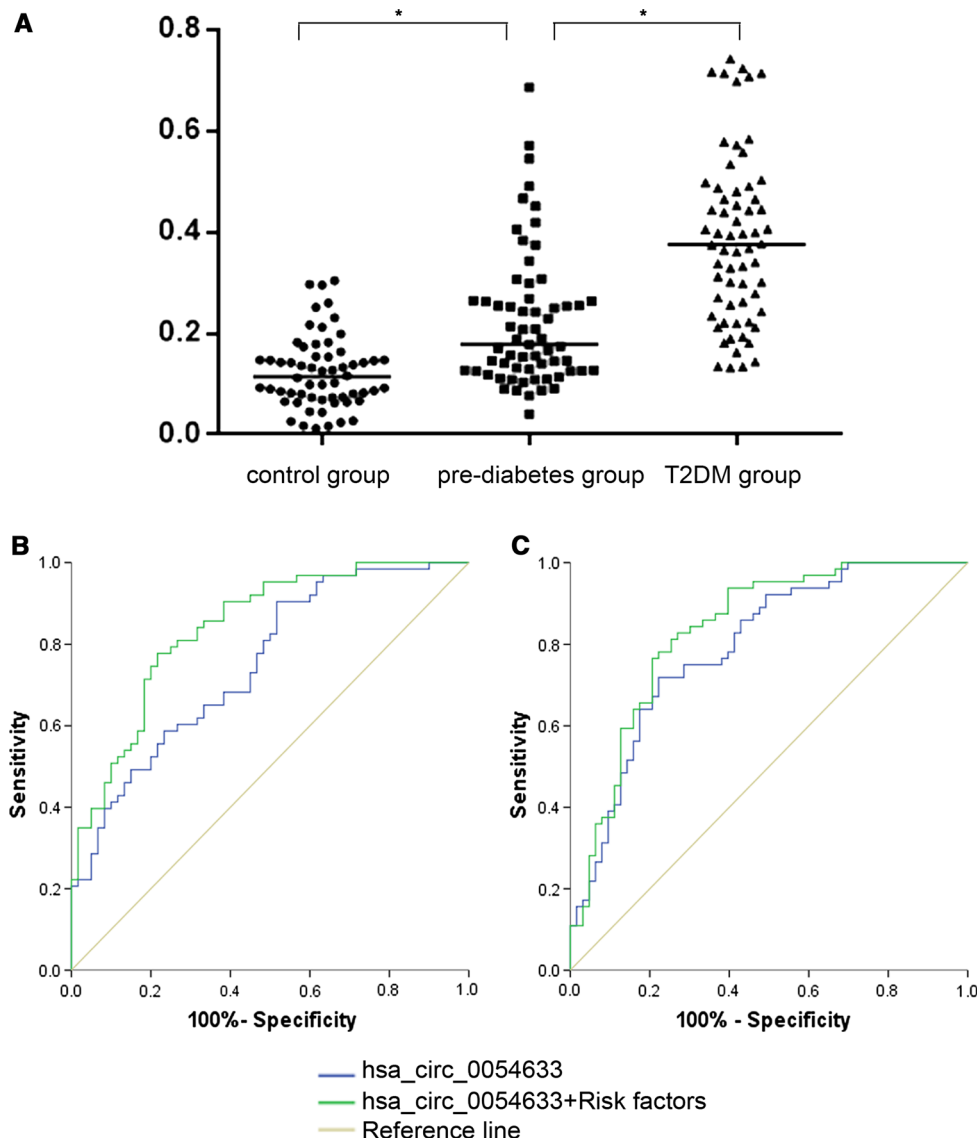 A
*
*
0.8
0.6
0.4
0.2
0.0
control group
pre-diabetes group
T2DM group
B
1.0
0.8
0.6
0.4
0.2
0.0
Sensitivity
0.0
0.2
0.4
0.6
0.8
1.0
100%- Specificity
C
1.0
0.8
0.6
0.4
0.2
0.0
Sensitivity
0.0
0.2
0.4
0.6
0.8
1.0
100% - Specificity
hsa_circ_0054633
hsa_circ_0054633+Risk factors
Reference line